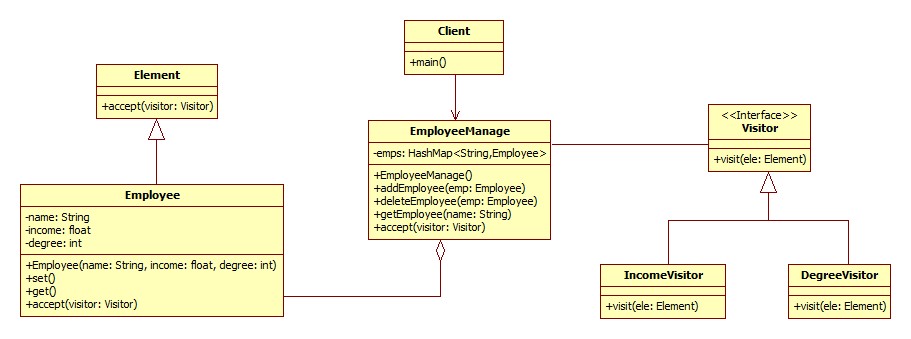 Client
+main()
Element
+accept(visitor: Visitor)
EmployeeManage
-emps: HashMap<String,Employee>
+EmployeeManage()
+addEmployee(emp: Employee)
+deleteEmployee(emp: Employee)
+getEmployee(name: String)
+accept(visitor: Visitor)
<<Interface>>
Visitor
+visit(ele: Element)
Employee
-name: String
-income: float
-degree: int
+Employee(name: String, income: float, degree: int)
+set()
+get()
+accept(visitor: Visitor)
IncomeVisitor
+visit(ele: Element)
DegreeVisitor
+visit(ele: Element)